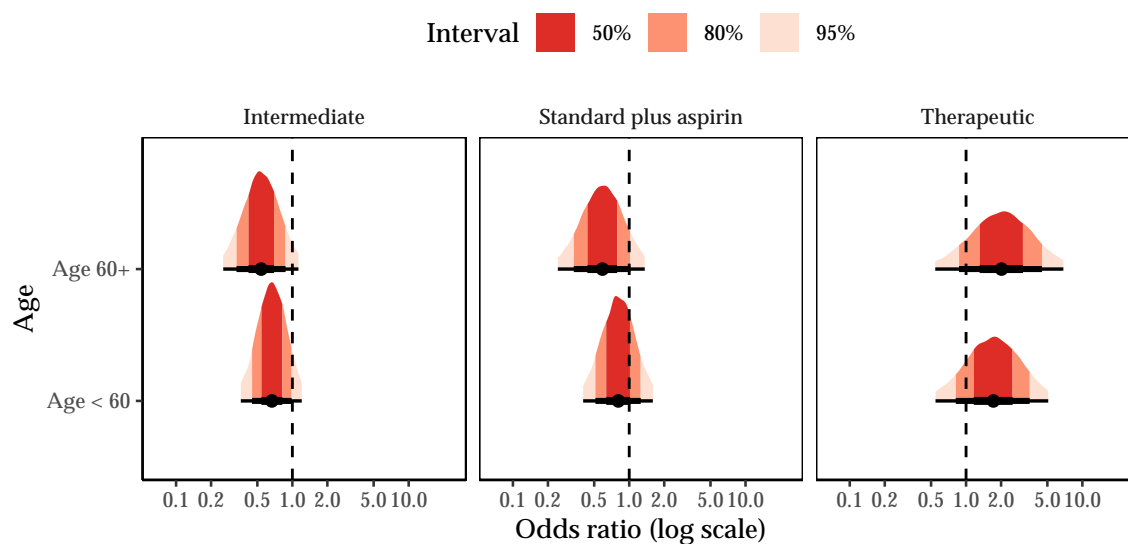 Interval 50% 80% 95%
Intermediate Standard plus aspirin Therapeutic
Age
Age 60+
Age < 60
0.1 0.2 0.5 1.0 2.0 5.0 10.0 0.1 0.2 0.5 1.0 2.0 5.0 10.0 0.1 0.2 0.5 1.0 2.0 5.0 10.0
Odds ratio (log scale)